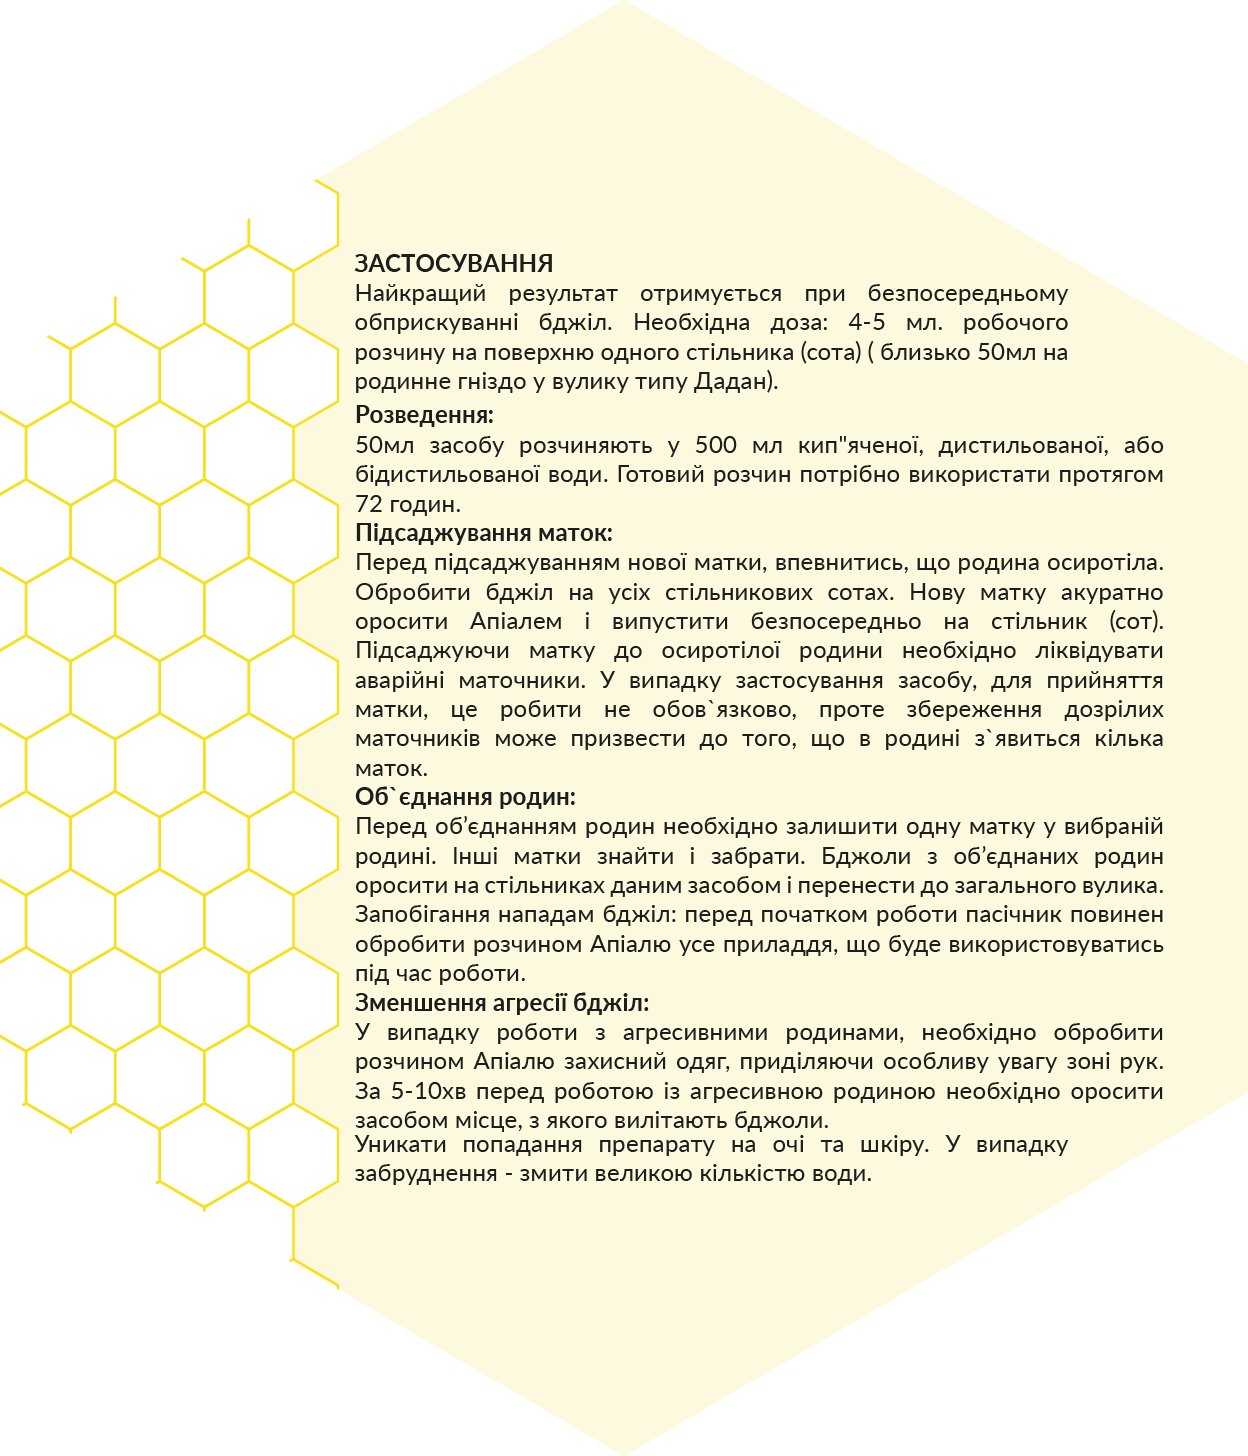 ЗАСТОСУВАННЯ
Найкращий результат отримується при безпосередньому
обприскуванні бджіл. Необхідна доза: 4-5 мл. робочого
розчину на поверхню одного стільника (сота) ( близько 50мл на
родинне гніздо у вулику типу Дадан).
Розведення:
50мл засобу розчиняють у 500 мл кип"яченої, дистильованої, або
бідистильованої води. Готовий розчин потрібно використати протягом
72 годин.
Підсаджування маток:
Перед підсаджуванням нової матки, впевнитись, що родина осиротіла.
Обробити бджіл на усіх стільникових сотах. Нову матку акуратно
оросити Апіалем і випустити безпосередньо на стільник (сот).
Підсаджуючи матку до осиротілої родини необхідно ліквідувати
аварійні маточники. У випадку застосування засобу, для прийняття
матки, це робити не обов`язково, проте збереження дозрілих
маточників може призвести до того, що в родині з`явиться кілька
маток.
Об`єднання родин:
Перед об’єднанням родин необхідно залишити одну матку у вибраній
родині. Інші матки знайти і забрати. Бджоли з об’єднаних родин
оросити на стільниках даним засобом і перенести до загального вулика.
Запобігання нападам бджіл: перед початком роботи пасічник повинен
обробити розчином Апіалю усе приладдя, що буде використовуватись
під час роботи.
Зменшення агресії бджіл:
У випадку роботи з агресивними родинами, необхідно обробити
розчином Апіалю захисний одяг, приділяючи особливу увагу зоні рук.
За 5-10хв перед роботою із агресивною родиною необхідно оросити
засобом місце, з якого вилітають бджоли.
Уникати попадання препарату на очі та шкіру. У випадку
забруднення - змити великою кількістю води.